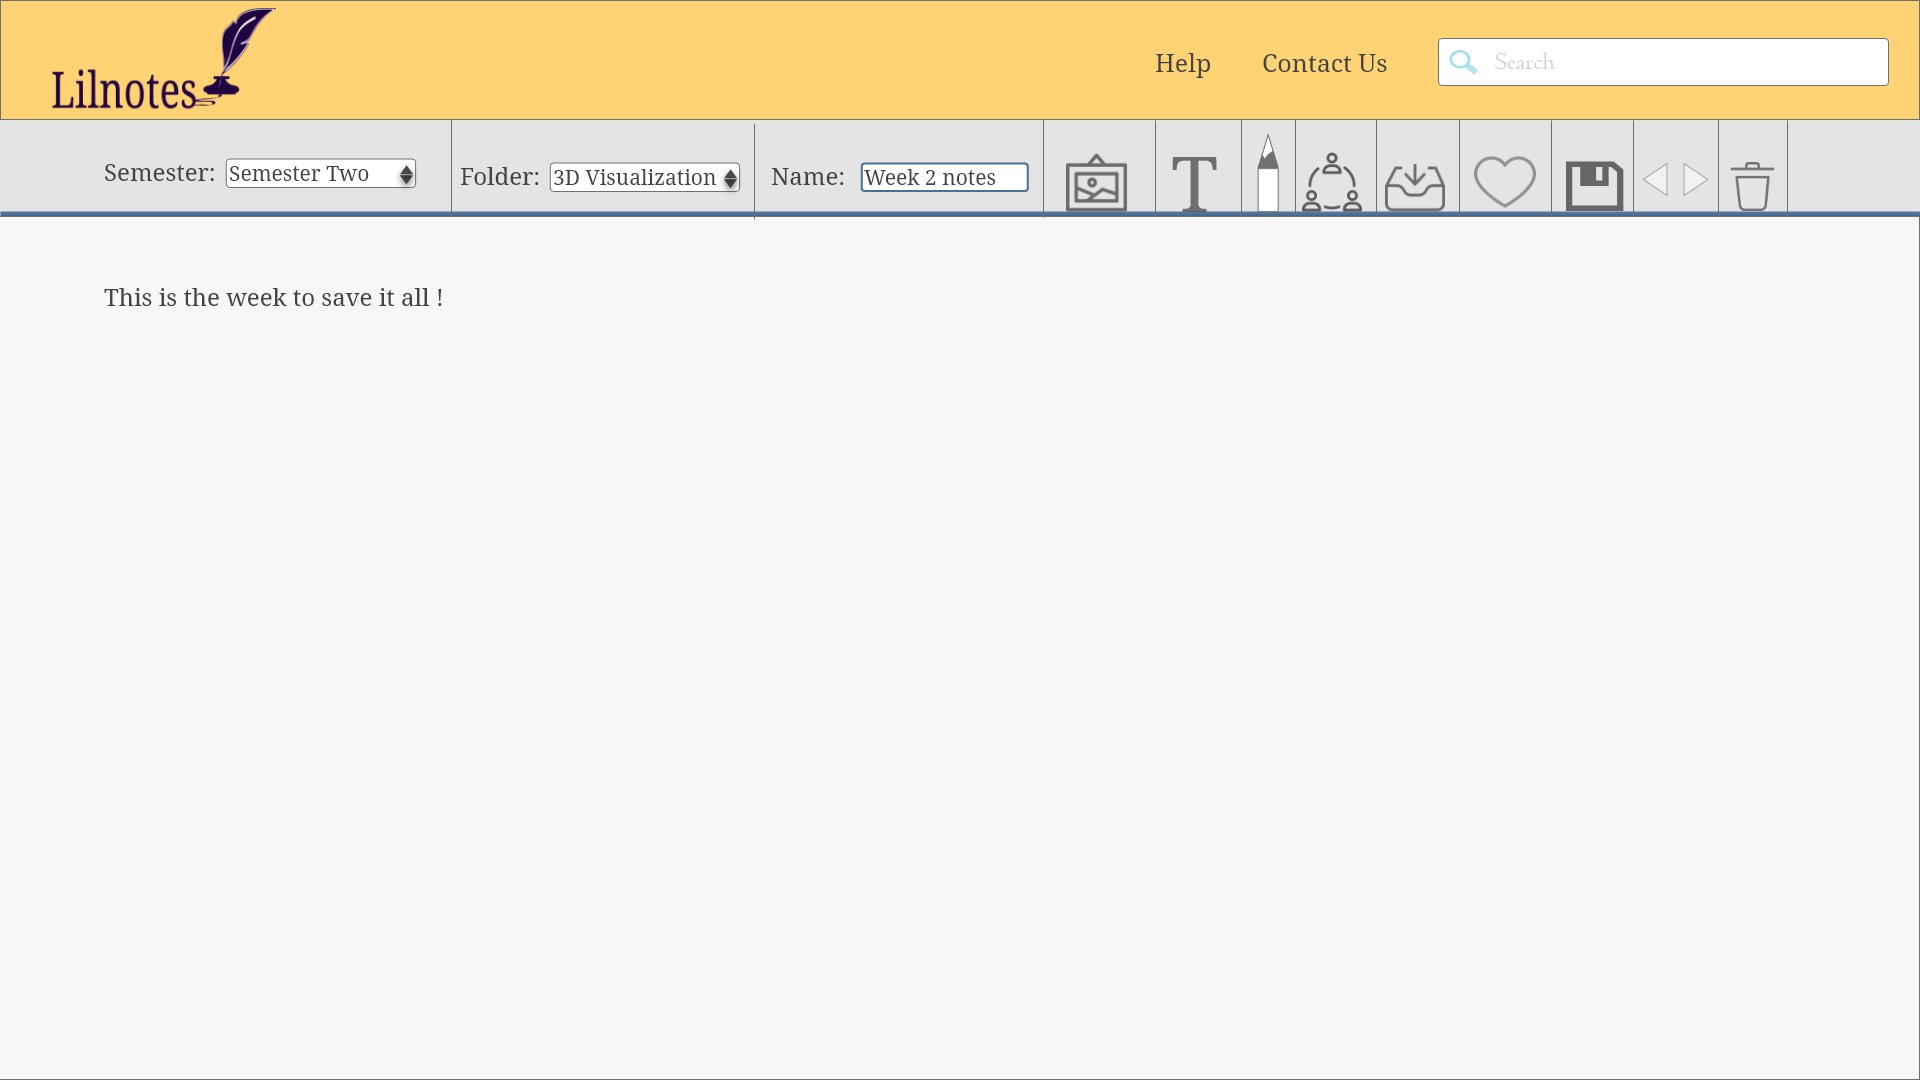 Lilnotes
Help
Contact Us
Search
Semester:
Semester Two
Folder:
3D Visualization
Name:
Week 2 notes
T
This is the week to save it all !